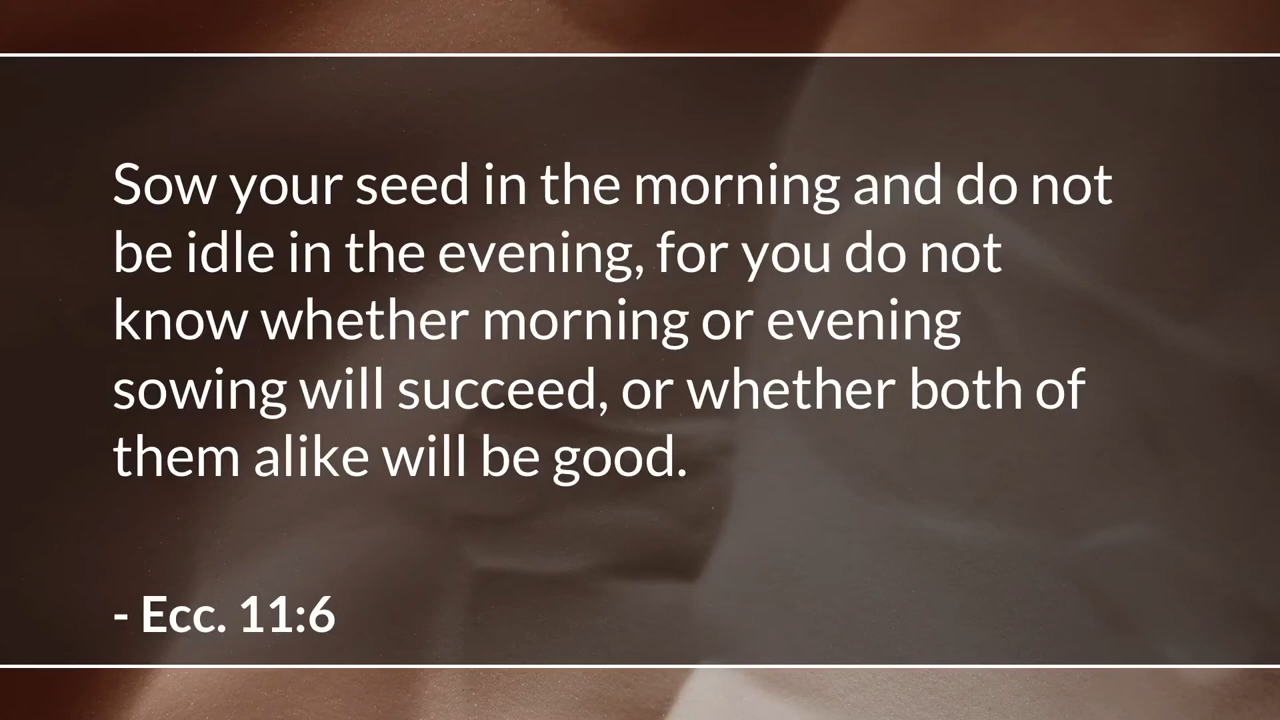 Sow your seed in the morning and do not
be idle in the evening, for you do not
know whether morning or evening
sowing will succeed, or whether both of
them alike will be good.
- Ecc. 11:6